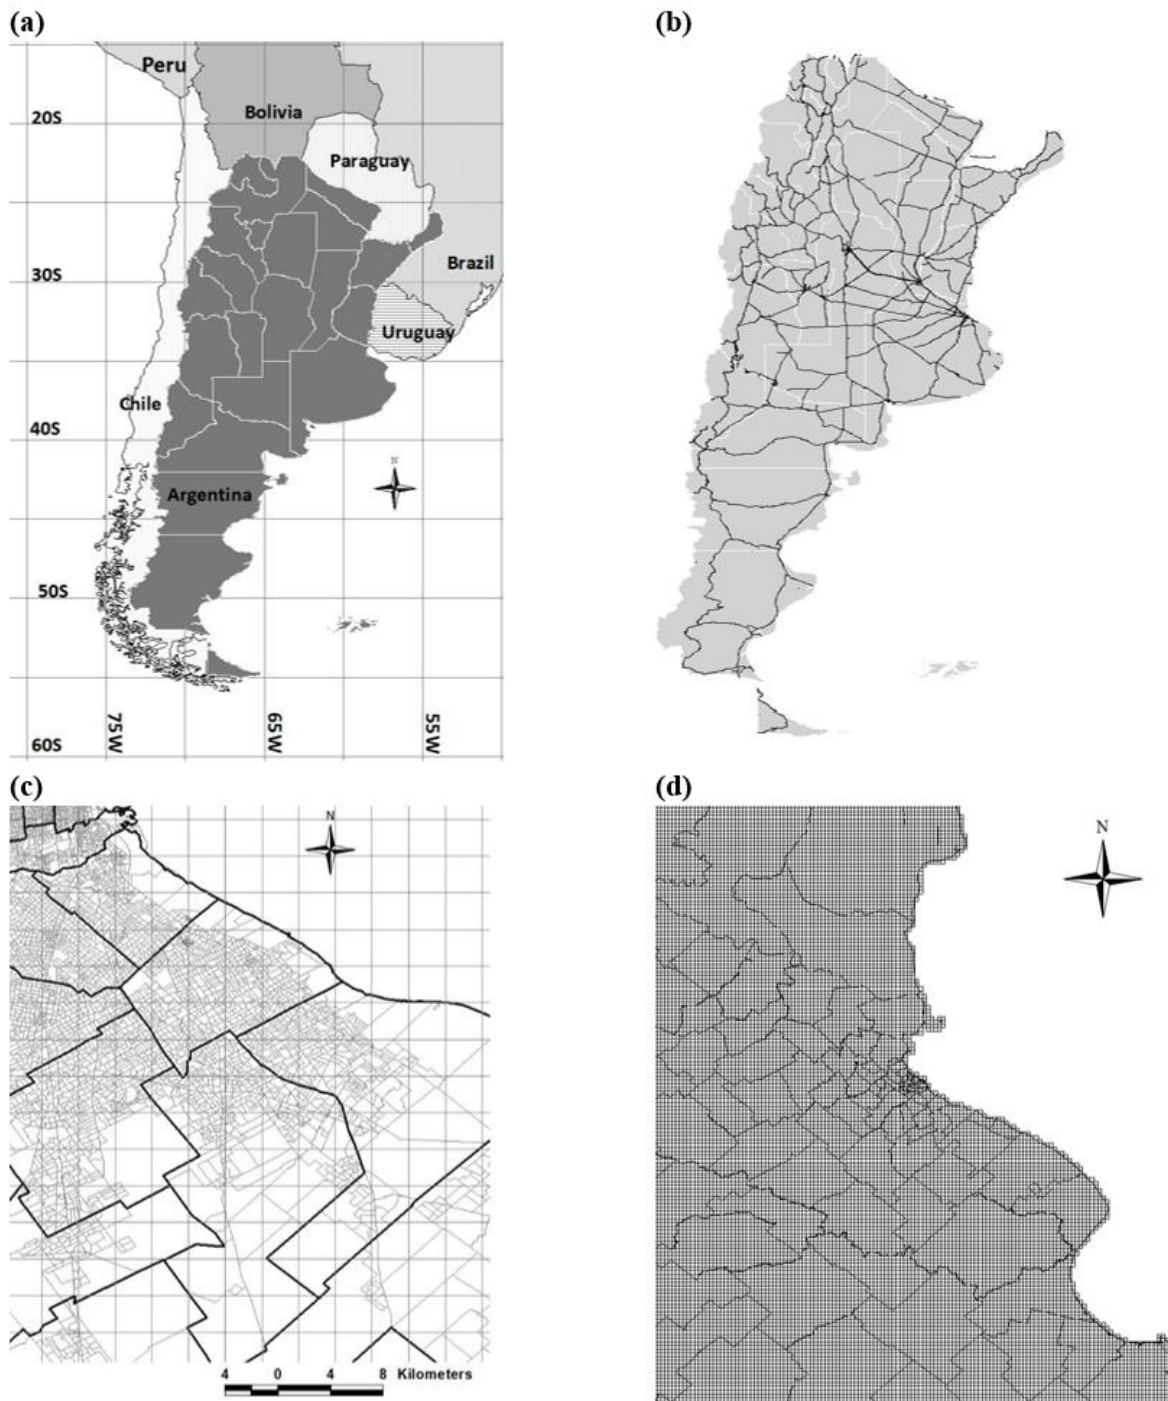 (a)
(b)
Peru
Bolivia
20S
Paraguay
Brazil
30S
Uruguay
Chile
40S
N
Argentina
50S
75W
65W
55W
60S
(c)
(d)
N
N
4 0 4 8 Kilometers